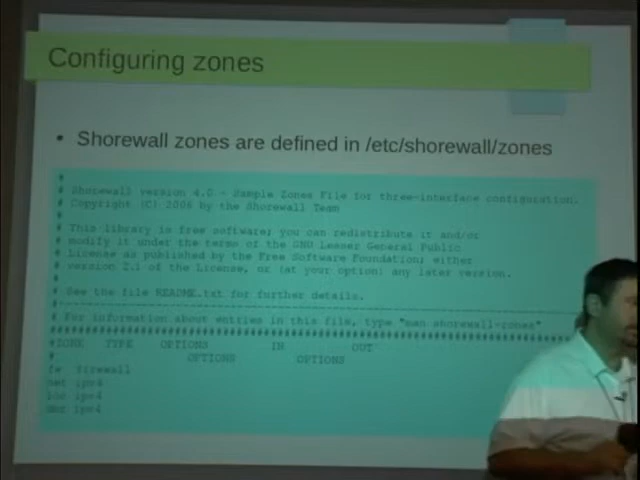 Configuring zones
• Shorewall zones are defined in /etc/shorewall/zones
#
# Shorewall version 4.0 - Sample Zones File for three-interface configuration.
# Copyright (C) 2006 by the Shorewall Team
#
# This library is free software; you can redistribute it and/or
# modify it under the terms of the GNU Lesser General Public
# License as published by the Free Software Foundation; either
# version 2.1 of the License, or (at your option) any later version.
#
# See the file README.txt for further details.
#------------------------------------------------------------------------------
# For information about entries in this file, type "man shorewall-zones"
###############################################################################
#ZONE TYPE OPTIONS IN OUT
# OPTIONS OPTIONS
fw firewall
net ipv4
loc ipv4
dmz ipv4